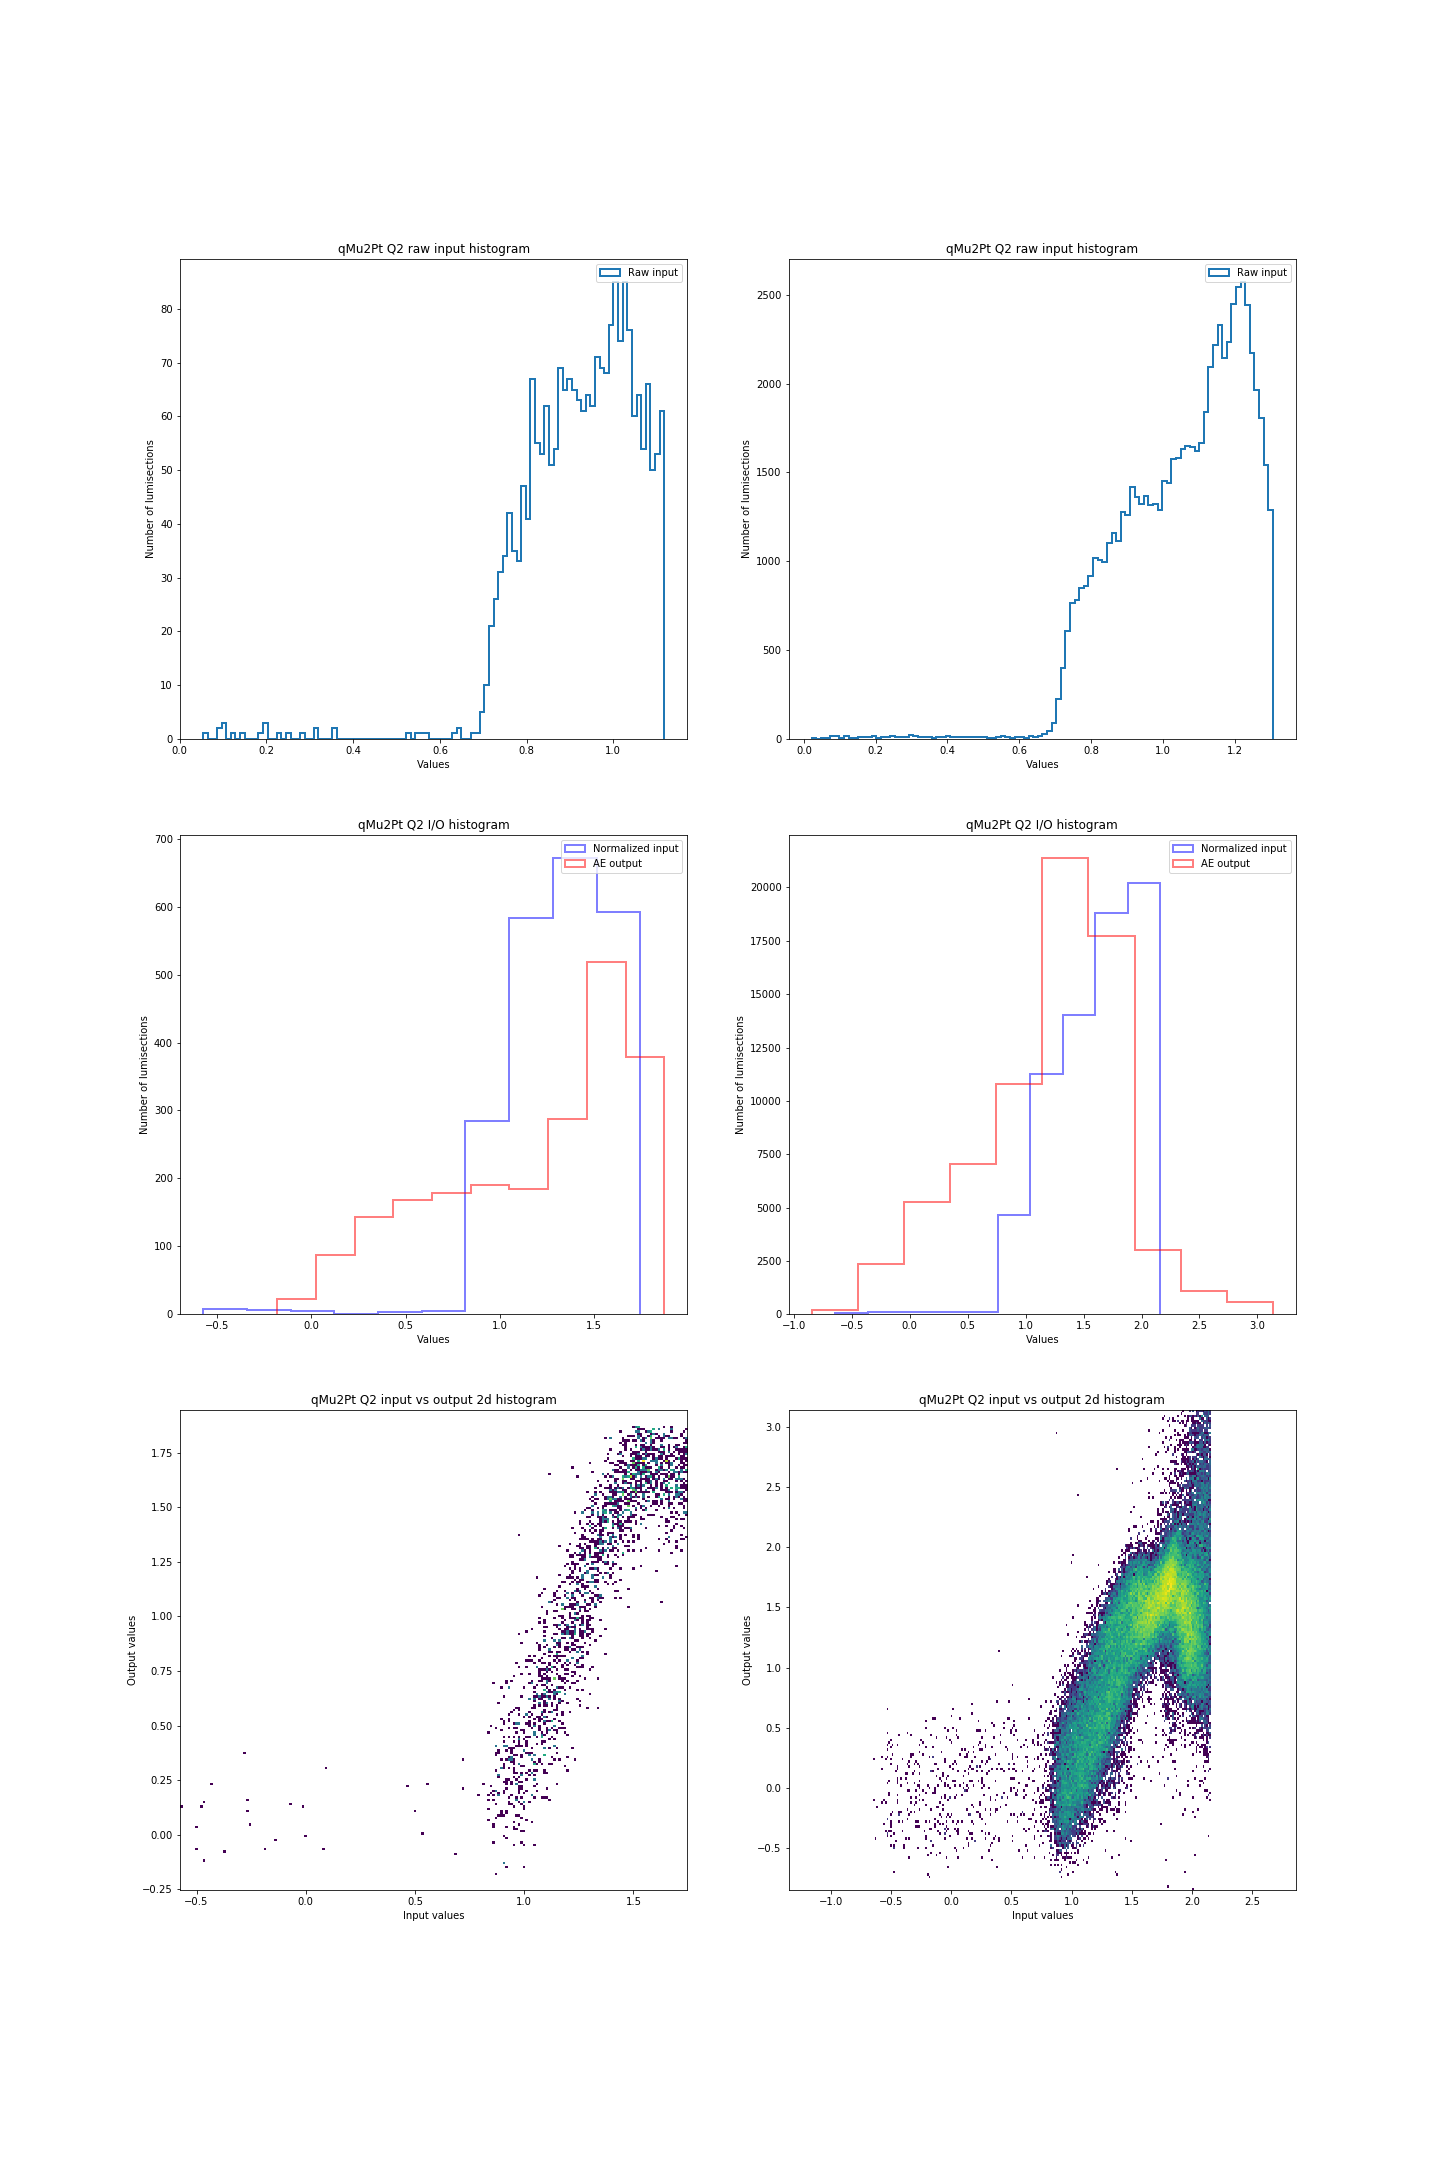 qMu2Pt Q2 raw input histogram
Raw input
Number of lumisections
0
10
20
30
40
50
60
70
80
0.0 0.2 0.4 0.6 0.8 1.0
Values
qMu2Pt Q2 raw input histogram
Raw input
Number of lumisections
0
500
1000
1500
2000
2500
0.0 0.2 0.4 0.6 0.8 1.0 1.2
Values
qMu2Pt Q2 I/O histogram
Normalized input
AE output
Number of lumisections
0
100
200
300
400
500
600
700
−0.5 0.0 0.5 1.0 1.5
Values
qMu2Pt Q2 I/O histogram
Normalized input
AE output
Number of lumisections
0
2500
5000
7500
10000
12500
15000
17500
20000
−1.0 −0.5 0.0 0.5 1.0 1.5 2.0 2.5 3.0
Values
qMu2Pt Q2 input vs output 2d histogram
Output values
−0.25
0.00
0.25
0.50
0.75
1.00
1.25
1.50
1.75
−0.5 0.0 0.5 1.0 1.5
Input values
qMu2Pt Q2 input vs output 2d histogram
Output values
−0.5
0.0
0.5
1.0
1.5
2.0
2.5
3.0
−1.0 −0.5 0.0 0.5 1.0 1.5 2.0 2.5
Input values